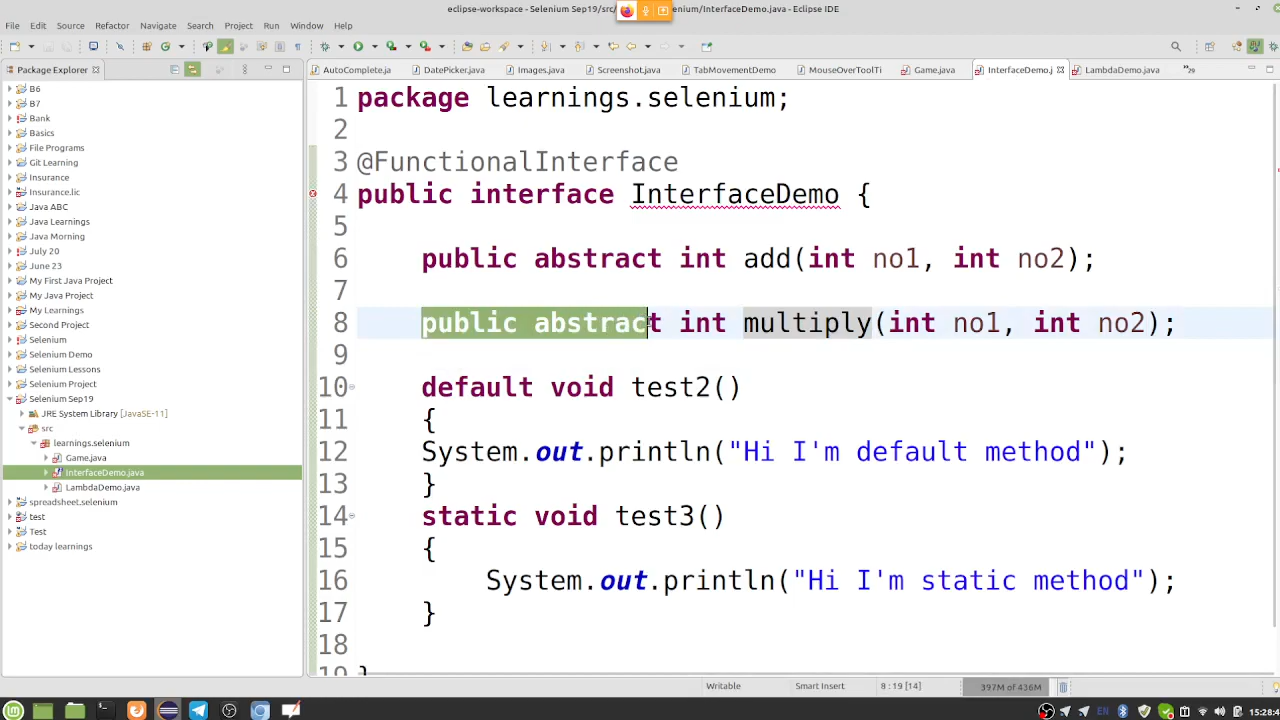 eclipse-workspace - Selenium Sep19/src/
enium/InterfaceDemo.java - Eclipse IDE
File Edit Source Refactor Navigate Search Project Run Window Help
Package Explorer
AutoComplete.ja
DatePicker.java
Images.java
Screenshot.java
TabMovementDemo
MouseOverToolTi
Game.java
InterfaceDemo.j
LambdaDemo.java
»29
B6
B7
Bank
Basics
File Programs
Git Learning
Insurance
Insurance.lic
Java ABC
Java Learnings
Java Morning
July 20
June 23
My First Java Project
My Java Project
My Learnings
Second Project
Selenium
Selenium Demo
Selenium Lessons
Selenium Project
Selenium Sep19
JRE System Library [JavaSE-11]
src
learnings.selenium
Game.java
InterfaceDemo.java
LambdaDemo.java
spreadsheet.selenium
test
Test
today learnings
1 package learnings.selenium;
2
3 @FunctionalInterface
4 public interface InterfaceDemo {
5
6 public abstract int add(int no1, int no2);
7
8 public abstract int multiply(int no1, int no2);
9
10 default void test2()
11 {
12 System.out.println("Hi I'm default method");
13 }
14 static void test3()
15 {
16 System.out.println("Hi I'm static method");
17 }
18
19 }
Writable Smart Insert 8 : 19 [14] 397M of 436M
EN 15:28:4